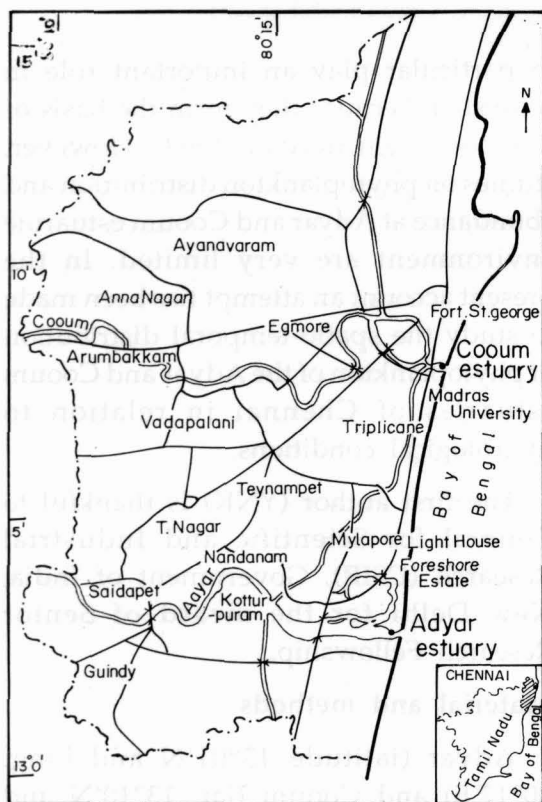 10
15'
80°15'
N
Ayanavaram
10'
Anna Nagar
Fort. St.george
Cooum
Egmore
Cooum
estuary
Arumbakkam
Madras
University
Vadapalani
Triplicane
Bay of
Bengal
Teynampet
5'
T. Nagar
Mylapore
Light House
Nandanam
Foreshore
Estate
Saidapet
Adyar
Kottur
-puram
Adyar
estuary
Guindy
CHENNAI
Tamil Nadu
Bay of Bengal
13°0'